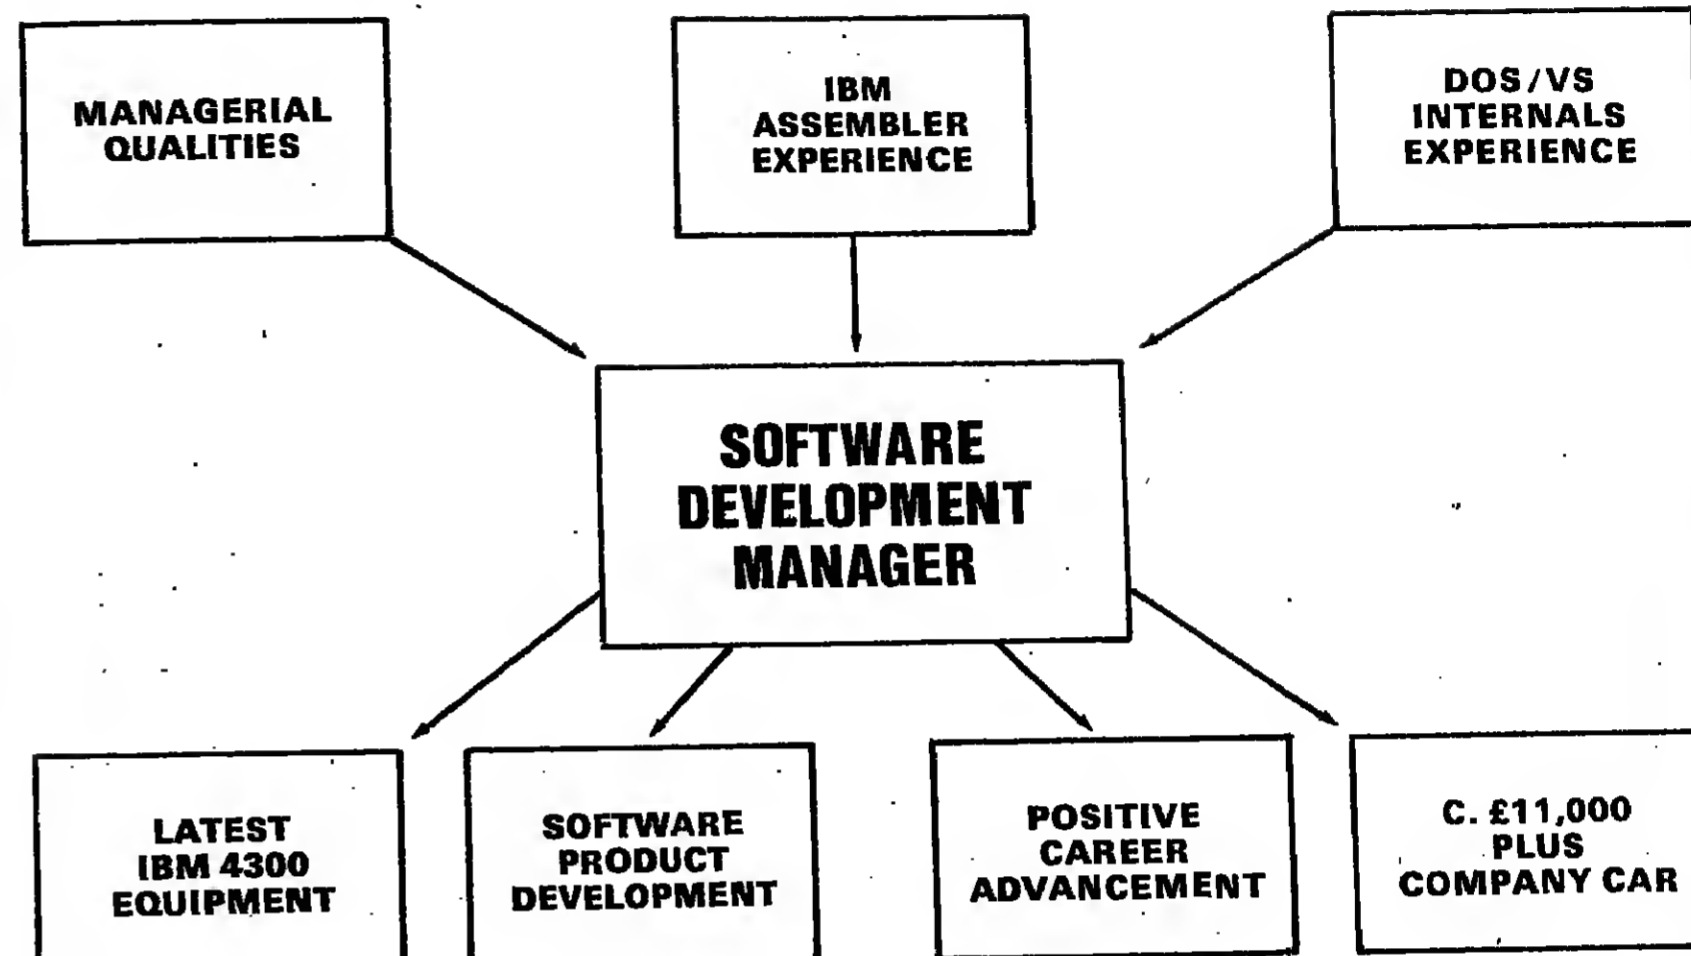 MANAGERIAL
QUALITIES
IBM
ASSEMBLER
EXPERIENCE
DOS/VS
INTERNALS
EXPERIENCE
SOFTWARE
DEVELOPMENT
MANAGER
LATEST
IBM 4300
EQUIPMENT
SOFTWARE
PRODUCT
DEVELOPMENT
POSITIVE
CAREER
ADVANCEMENT
C. £11,000
PLUS
COMPANY CAR